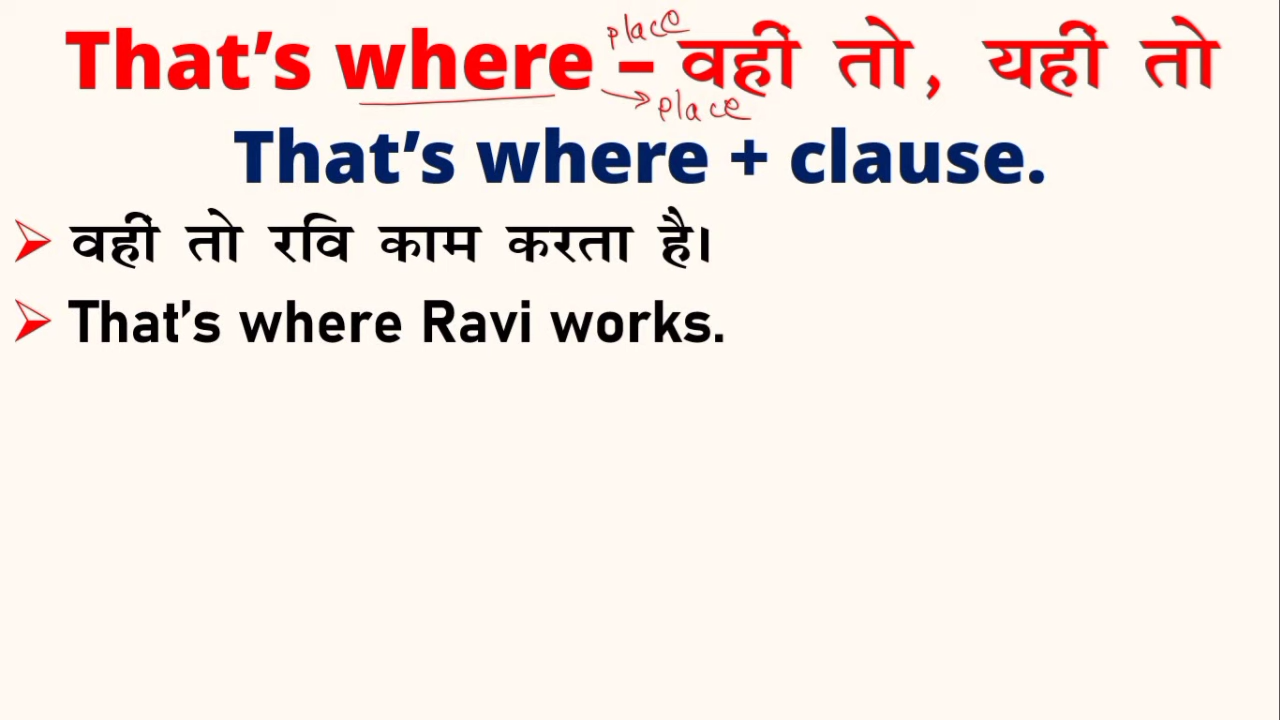 place
That's where – वहीं तो, यहीं तो
→ place
That's where + clause.
➢ वहीं तो रवि काम करता है।
➢ That's where Ravi works.